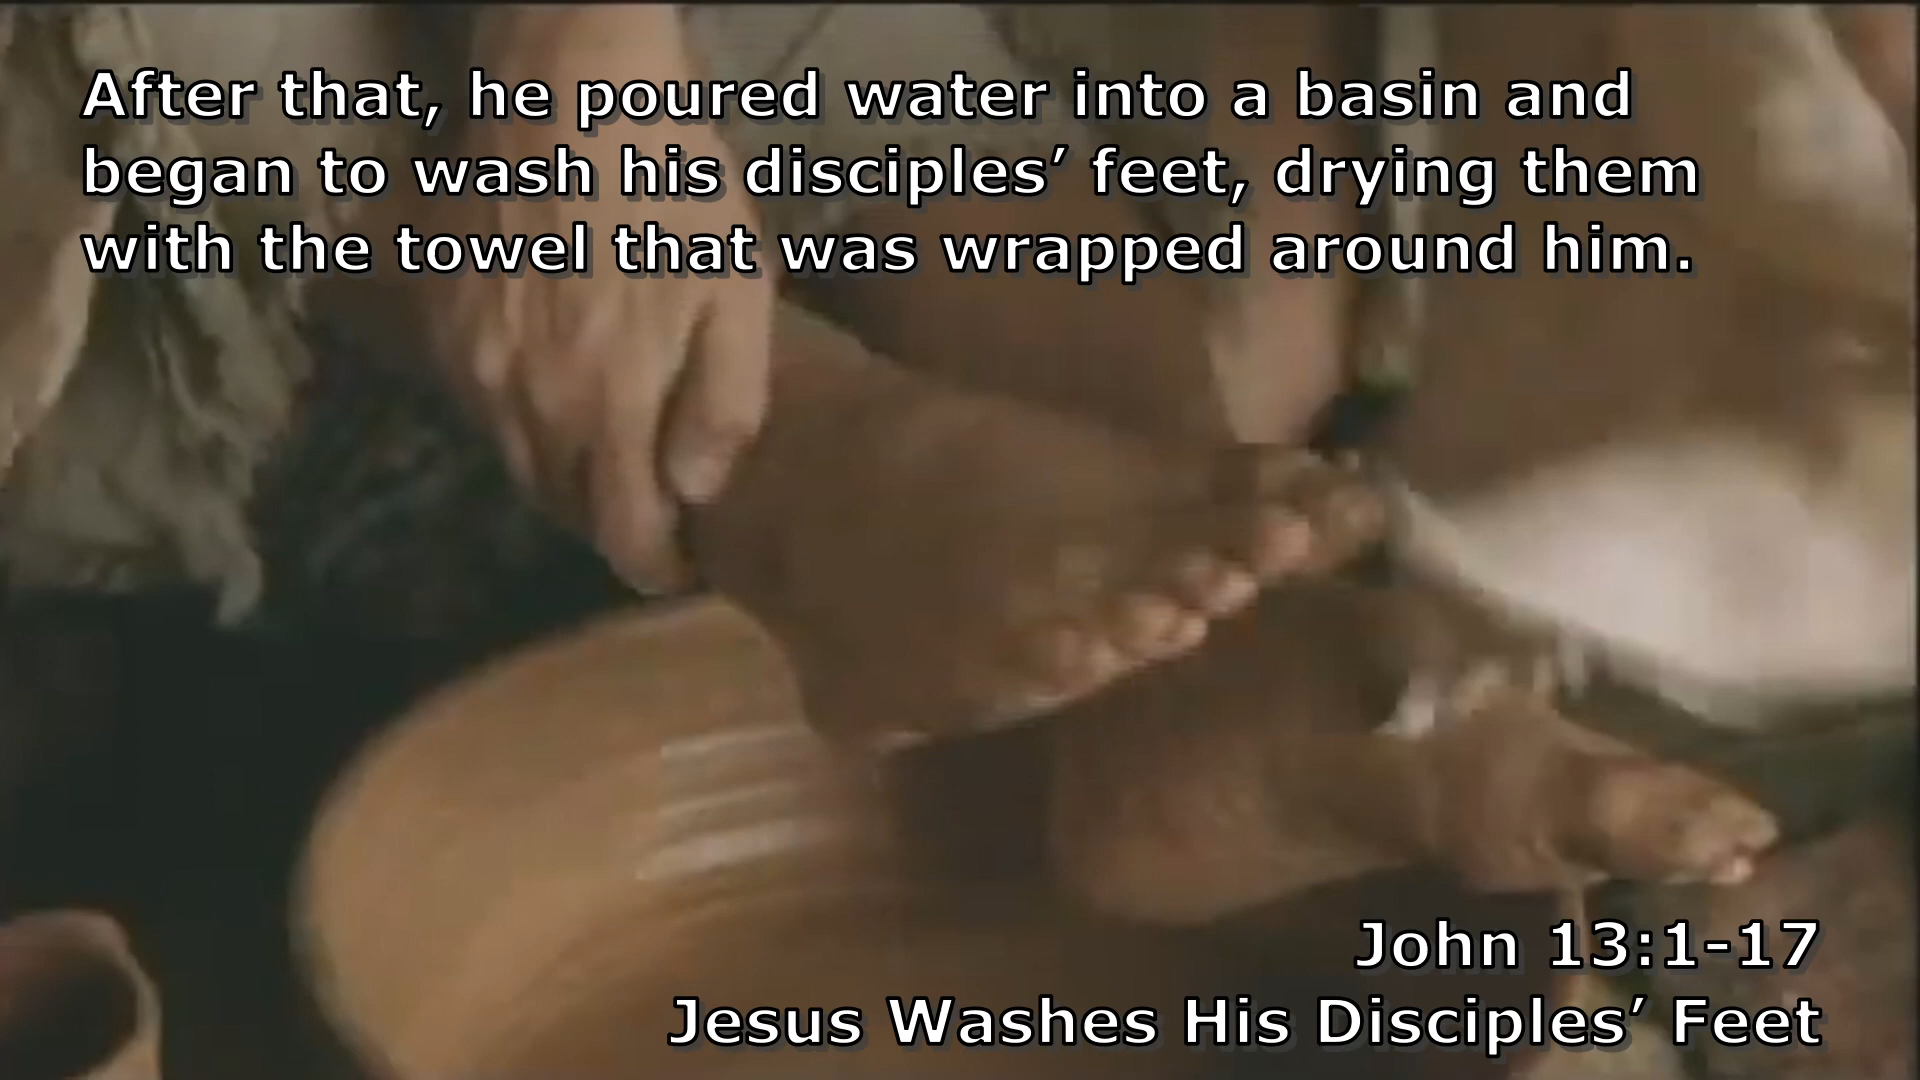 After that, he poured water into a basin and
began to wash his disciples’ feet, drying them
with the towel that was wrapped around him.
John 13:1-17
Jesus Washes His Disciples’ Feet